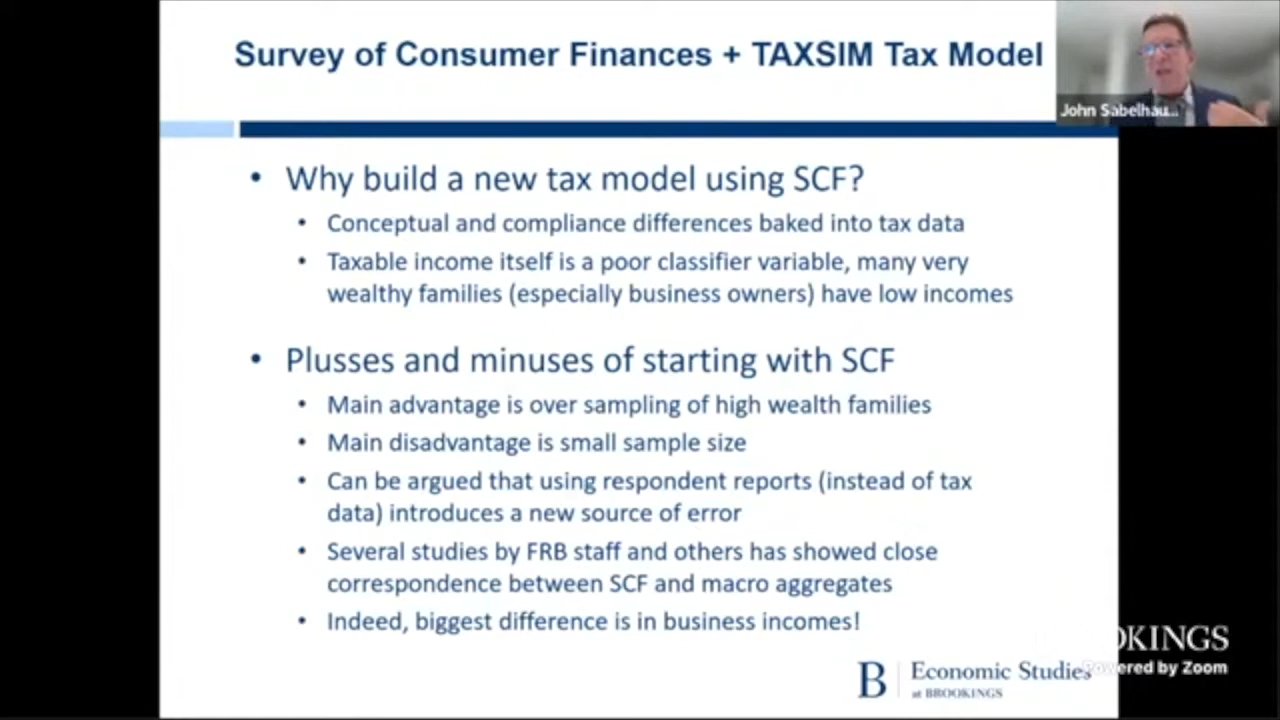 Survey of Consumer Finances + TAXSIM Tax Model
John Sabelhau...
• Why build a new tax model using SCF?
• Conceptual and compliance differences baked into tax data
• Taxable income itself is a poor classifier variable, many very
wealthy families (especially business owners) have low incomes
• Plusses and minuses of starting with SCF
• Main advantage is over sampling of high wealth families
• Main disadvantage is small sample size
• Can be argued that using respondent reports (instead of tax
data) introduces a new source of error
• Several studies by FRB staff and others has showed close
correspondence between SCF and macro aggregates
• Indeed, biggest difference is in business incomes!
OKINGS
Powered by Zoom
B Economic Studies
at BROOKINGS